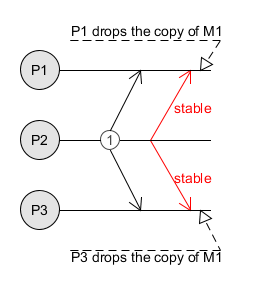 P1 drops the copy of M1
P1
stable
P2
1
stable
P3
P3 drops the copy of M1